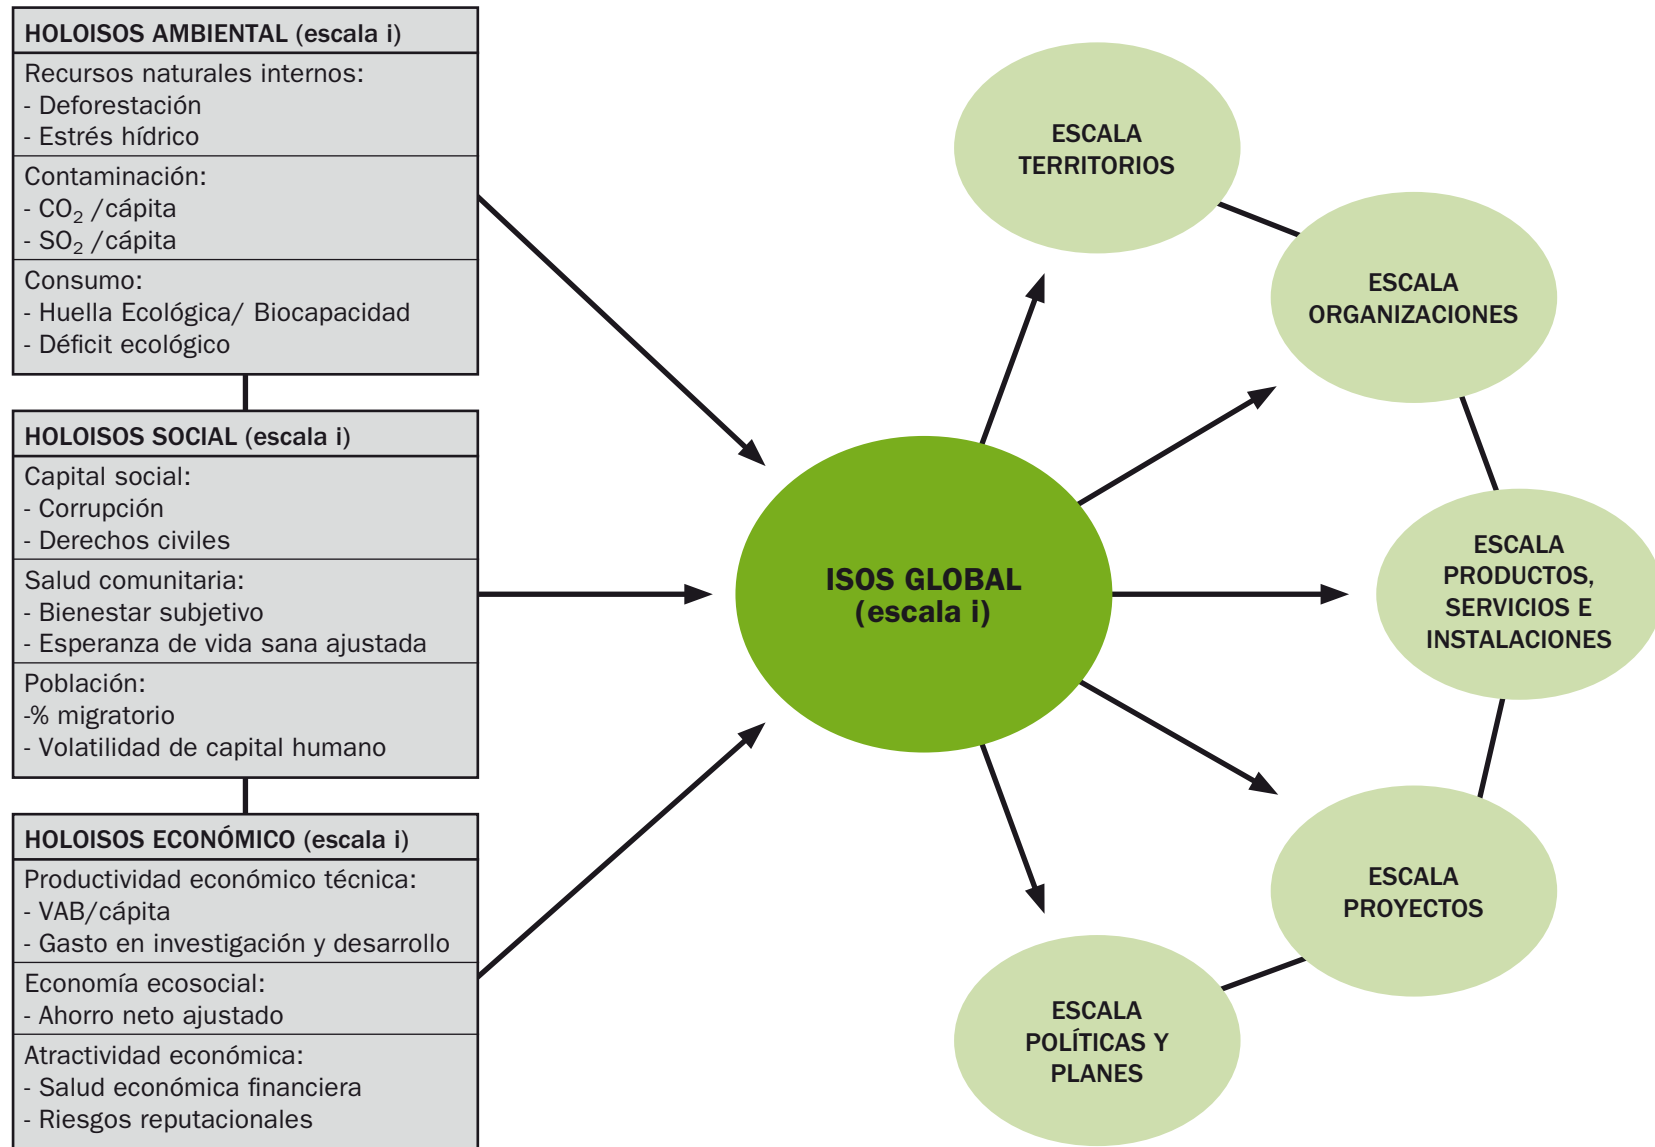 HOLOISOS AMBIENTAL (escala i)
Recursos naturales internos:
- Deforestación
- Estrés hídrico
Contaminación:
- CO₂ /cápita
- SO₂ /cápita
Consumo:
- Huella Ecológica/ Biocapacidad
- Déficit ecológico
HOLOISOS SOCIAL (escala i)
Capital social:
- Corrupción
- Derechos civiles
Salud comunitaria:
- Bienestar subjetivo
- Esperanza de vida sana ajustada
Población:
-% migratorio
- Volatilidad de capital humano
HOLOISOS ECONÓMICO (escala i)
Productividad económico técnica:
- VAB/cápita
- Gasto en investigación y desarrollo
Economía ecosocial:
- Ahorro neto ajustado
Atractividad económica:
- Salud económica financiera
- Riesgos reputacionales
ISOS GLOBAL
(escala i)
ESCALA
TERRITORIOS
ESCALA
ORGANIZACIONES
ESCALA
PRODUCTOS,
SERVICIOS E
INSTALACIONES
ESCALA
PROYECTOS
ESCALA
POLÍTICAS Y
PLANES